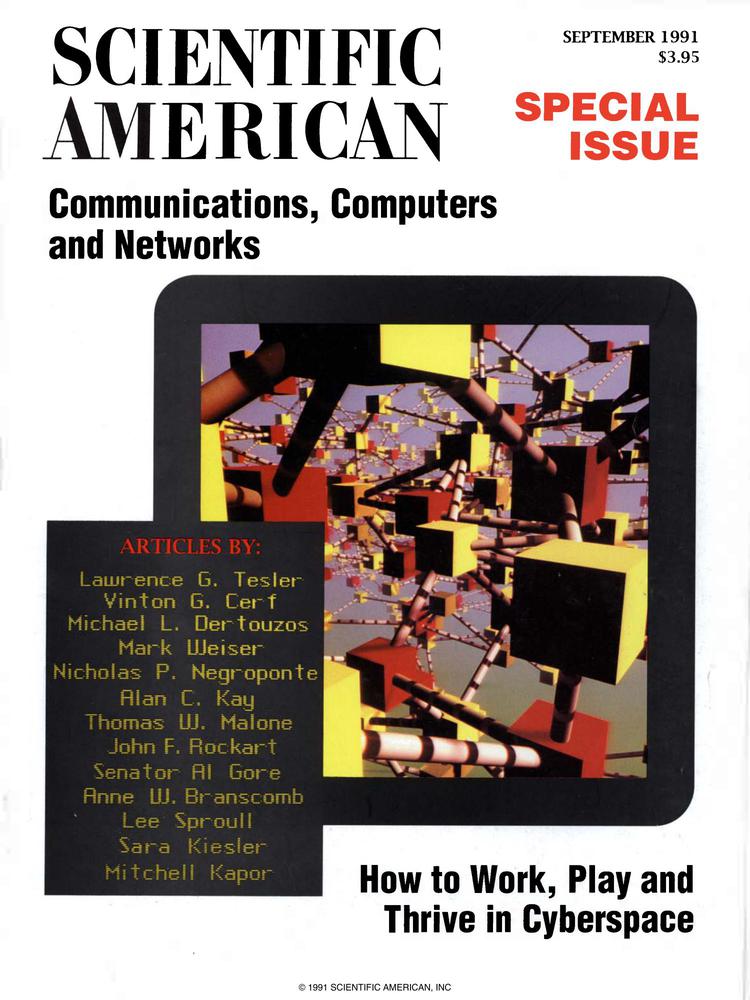 SCIENTIFIC
AMERICAN
SEPTEMBER 1991
$3.95
SPECIAL
ISSUE
Communications, Computers
and Networks
ARTICLES BY:
Lawrence G. Tesler
Vinton G. Cerf
Michael L. Dertouzos
Mark Weiser
Nicholas P. Negroponte
Alan C. Kay
Thomas W. Malone
John F. Rockart
Senator Al Gore
Anne W. Branscomb
Lee Sproull
Sara Kiesler
Mitchell Kapor
How to Work, Play and
Thrive in Cyberspace
© 1991 SCIENTIFIC AMERICAN, INC